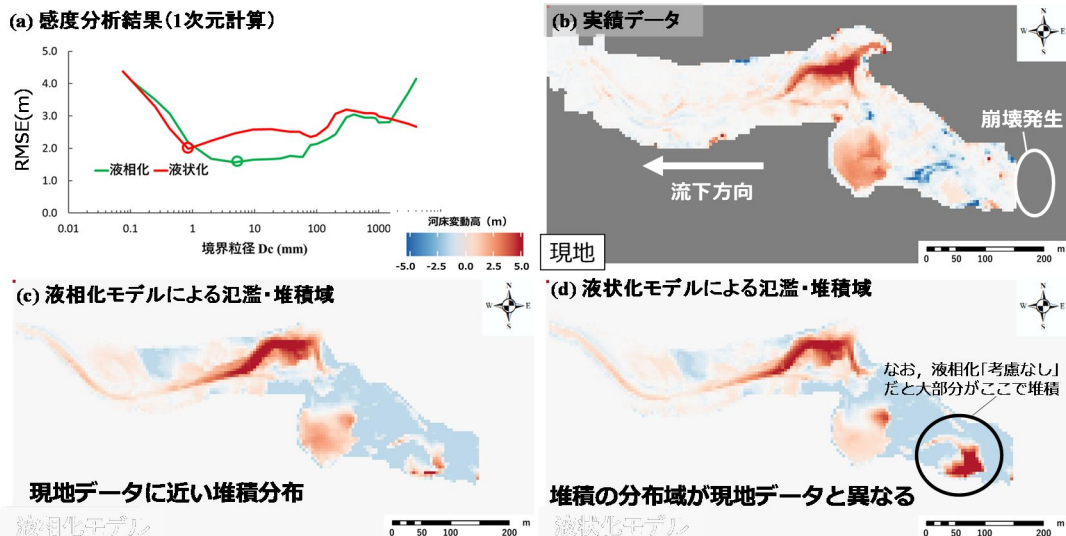 (a) 感度分析結果（1次元計算）
5.0
4.0
3.0
2.0
1.0
0.0
RMSE(m)
液相化
液状化
0.01
0.1
1
10
100
1000
境界粒径 Dc (mm)
河床変動高（m）
-5.0
-2.5
0.0
2.5
5.0
(b) 実績データ
N
W
E
S
崩壊発生
流下方向
現地
m
0
50
100
200
(c) 液相化モデルによる氾濫・堆積域
N
W
E
S
現地データに近い堆積分布
液相化モデル
m
0
50
100
200
(d) 液状化モデルによる氾濫・堆積域
N
W
E
S
なお，液相化「考慮なし」
だと大部分がここで堆積
堆積の分布域が現地データと異なる
液状化モデル
m
0
50
100
200